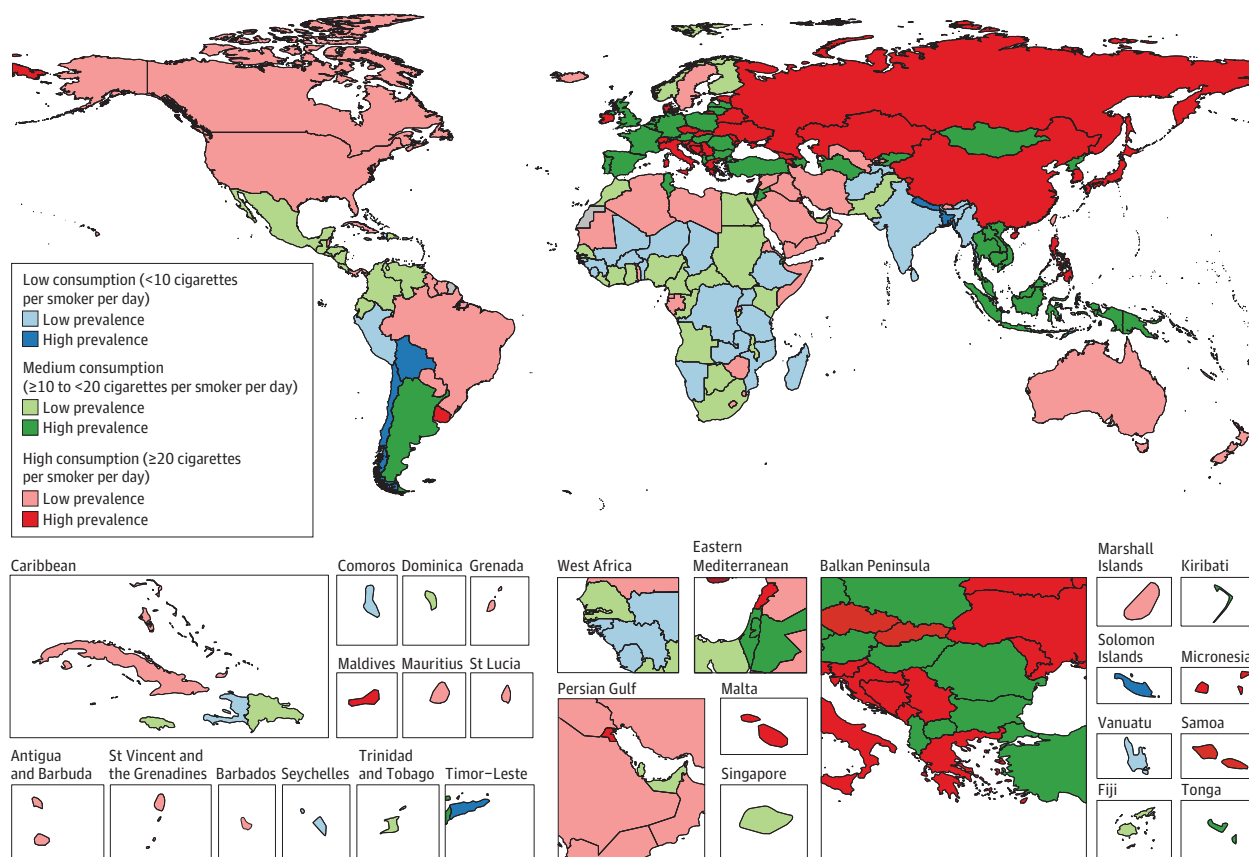 Low consumption (<10 cigarettes
per smoker per day)
Low prevalence
High prevalence
Medium consumption
(≥10 to <20 cigarettes per smoker per day)
Low prevalence
High prevalence
High consumption (≥20 cigarettes
per smoker per day)
Low prevalence
High prevalence
Caribbean
Comoros
Dominica
Grenada
Maldives
Mauritius
St Lucia
Antigua
and Barbuda
St Vincent and
the Grenadines
Barbados
Seychelles
Trinidad
and Tobago
Timor–Leste
West Africa
Eastern
Mediterranean
Persian Gulf
Malta
Singapore
Balkan Peninsula
Marshall
Islands
Kiribati
Solomon
Islands
Micronesia
Vanuatu
Samoa
Fiji
Tonga